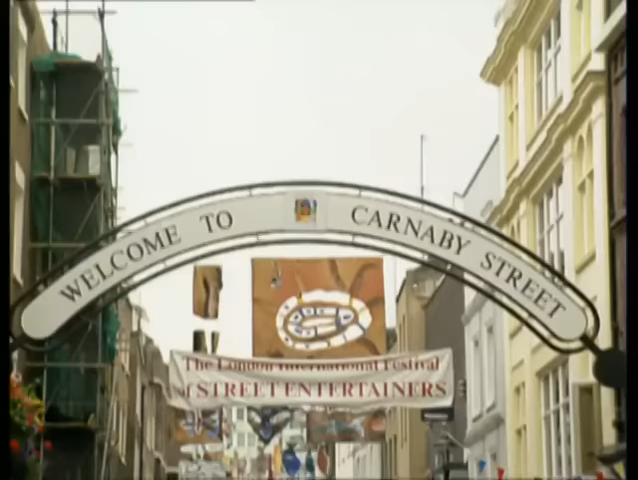 WELCOME TO CARNABY STREET
The London International Festival
of STREET ENTERTAINERS